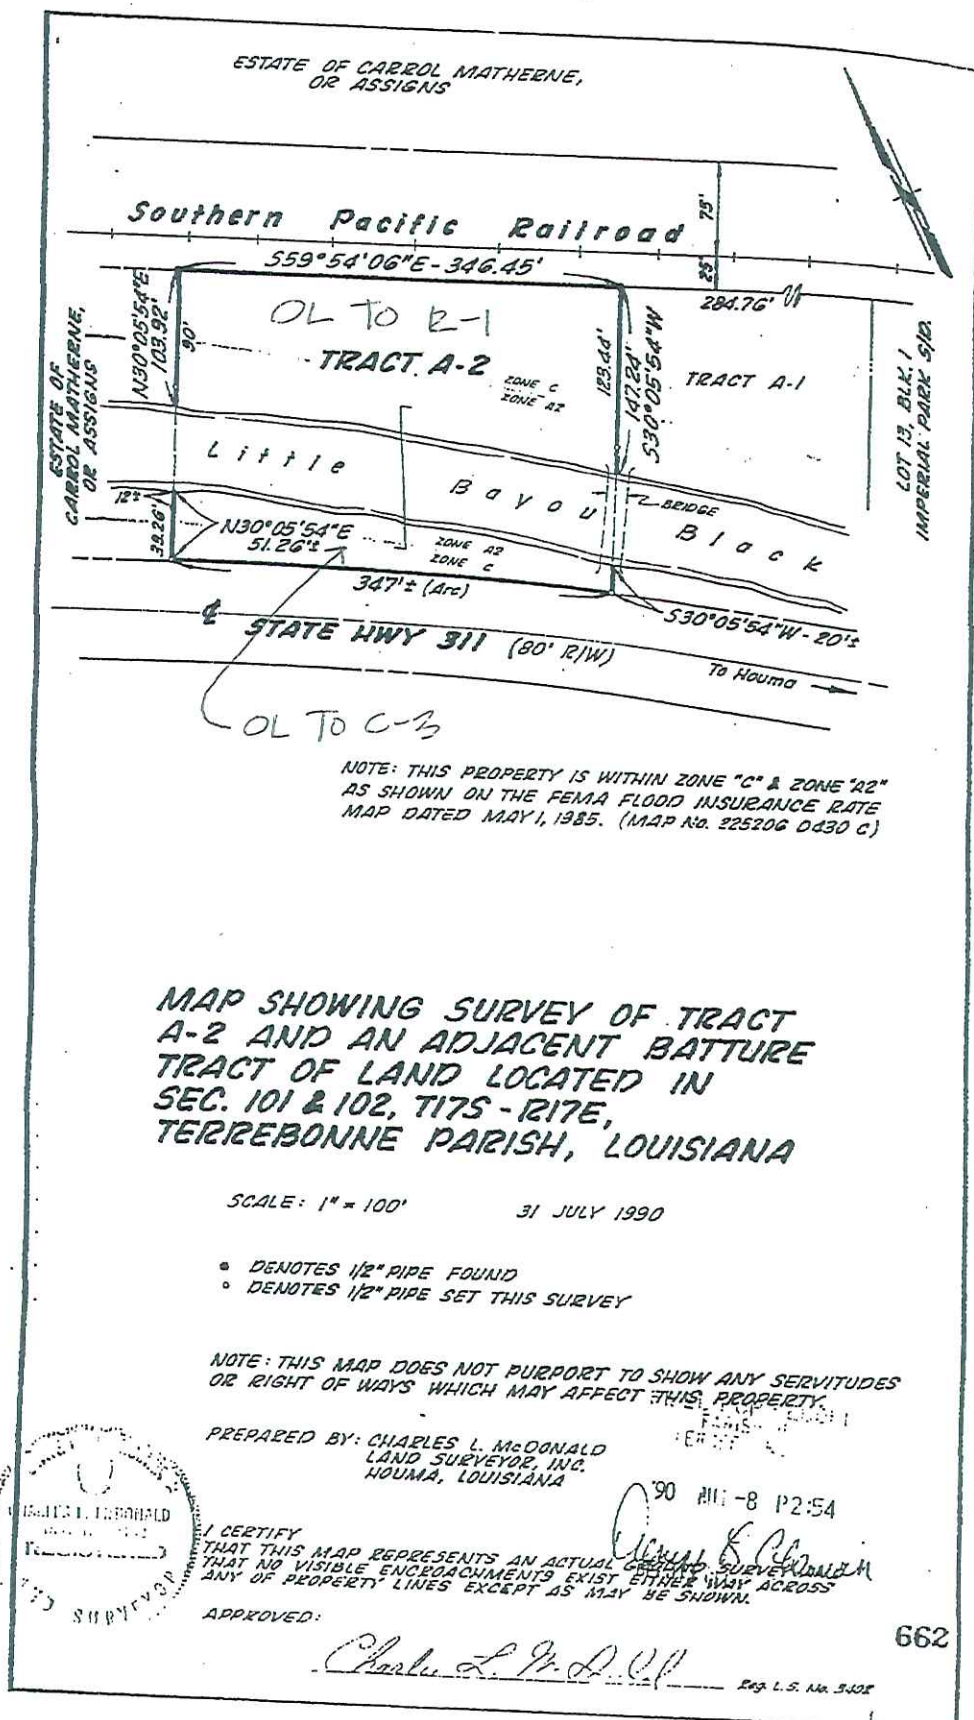 ESTATE OF CARROL MATHERNE,
OR ASSIGNS
Southern Pacific Railroad
75'
25'
S59°54'06"E-346.45'
284.76'
N30°05'54"E
103.92'
90'
OL TO R-1
TRACT A-2
ZONE C
ZONE A2
123.44'
147.24'
S30°05'54"W
TRACT A-1
LOT 13, BLK. 1
IMPERIAL PARK S/D.
ESTATE OF
CARROL MATHERNE,
OR ASSIGNS
Little Bayou Black
BRIDGE
12'±
39.26'
N30°05'54"E
51.26'±
ZONE A2
ZONE C
347'± (Arc)
S30°05'54"W-20'±
℄ STATE HWY 311 (80' R/W)
To Houma
OL TO C-3
NOTE: THIS PROPERTY IS WITHIN ZONE "C" & ZONE "A2"
AS SHOWN ON THE FEMA FLOOD INSURANCE RATE
MAP DATED MAY 1, 1985. (MAP No. 225206 0430 C)
MAP SHOWING SURVEY OF TRACT
A-2 AND AN ADJACENT BATTURE
TRACT OF LAND LOCATED IN
SEC. 101 & 102, T17S-R17E,
TERREBONNE PARISH, LOUISIANA
SCALE: 1" = 100' 31 JULY 1990
• DENOTES 1/2" PIPE FOUND
° DENOTES 1/2" PIPE SET THIS SURVEY
NOTE: THIS MAP DOES NOT PURPORT TO SHOW ANY SERVITUDES
OR RIGHT OF WAYS WHICH MAY AFFECT THIS PROPERTY.
PREPARED BY: CHARLES L. McDONALD
LAND SURVEYOR, INC.
HOUMA, LOUISIANA
'90 AUG -8 P2:54
I CERTIFY
THAT THIS MAP REPRESENTS AN ACTUAL GROUND SURVEY
THAT NO VISIBLE ENCROACHMENTS EXIST EITHER WAY ACROSS
ANY OF PROPERTY LINES EXCEPT AS MAY BE SHOWN.
APPROVED:
Reg. L.S. No.
662